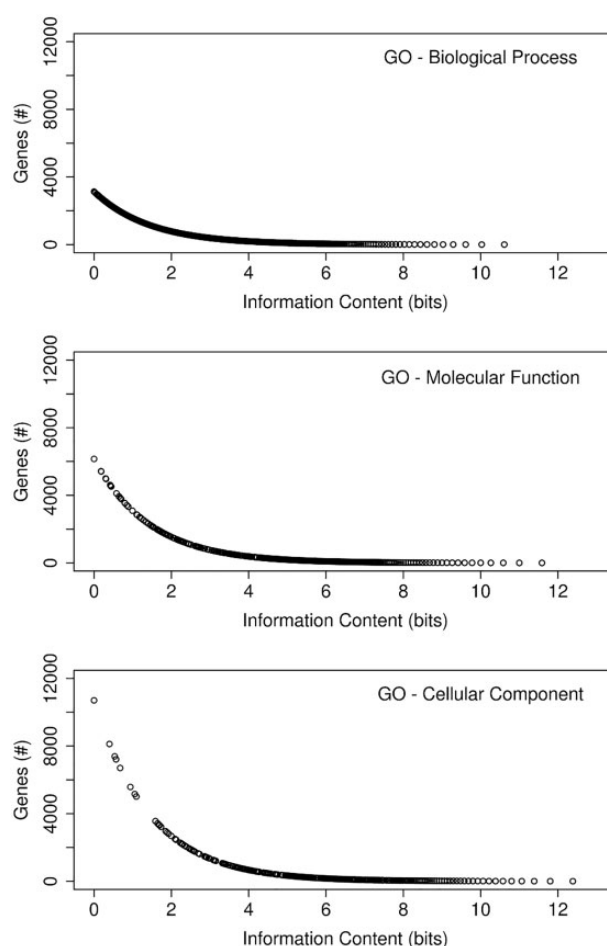 GO - Biological Process
Genes (#)
12000
8000
4000
0
0 2 4 6 8 10 12
Information Content (bits)
GO - Molecular Function
Genes (#)
12000
8000
4000
0
0 2 4 6 8 10 12
Information Content (bits)
GO - Cellular Component
Genes (#)
12000
8000
4000
0
0 2 4 6 8 10 12
Information Content (bits)